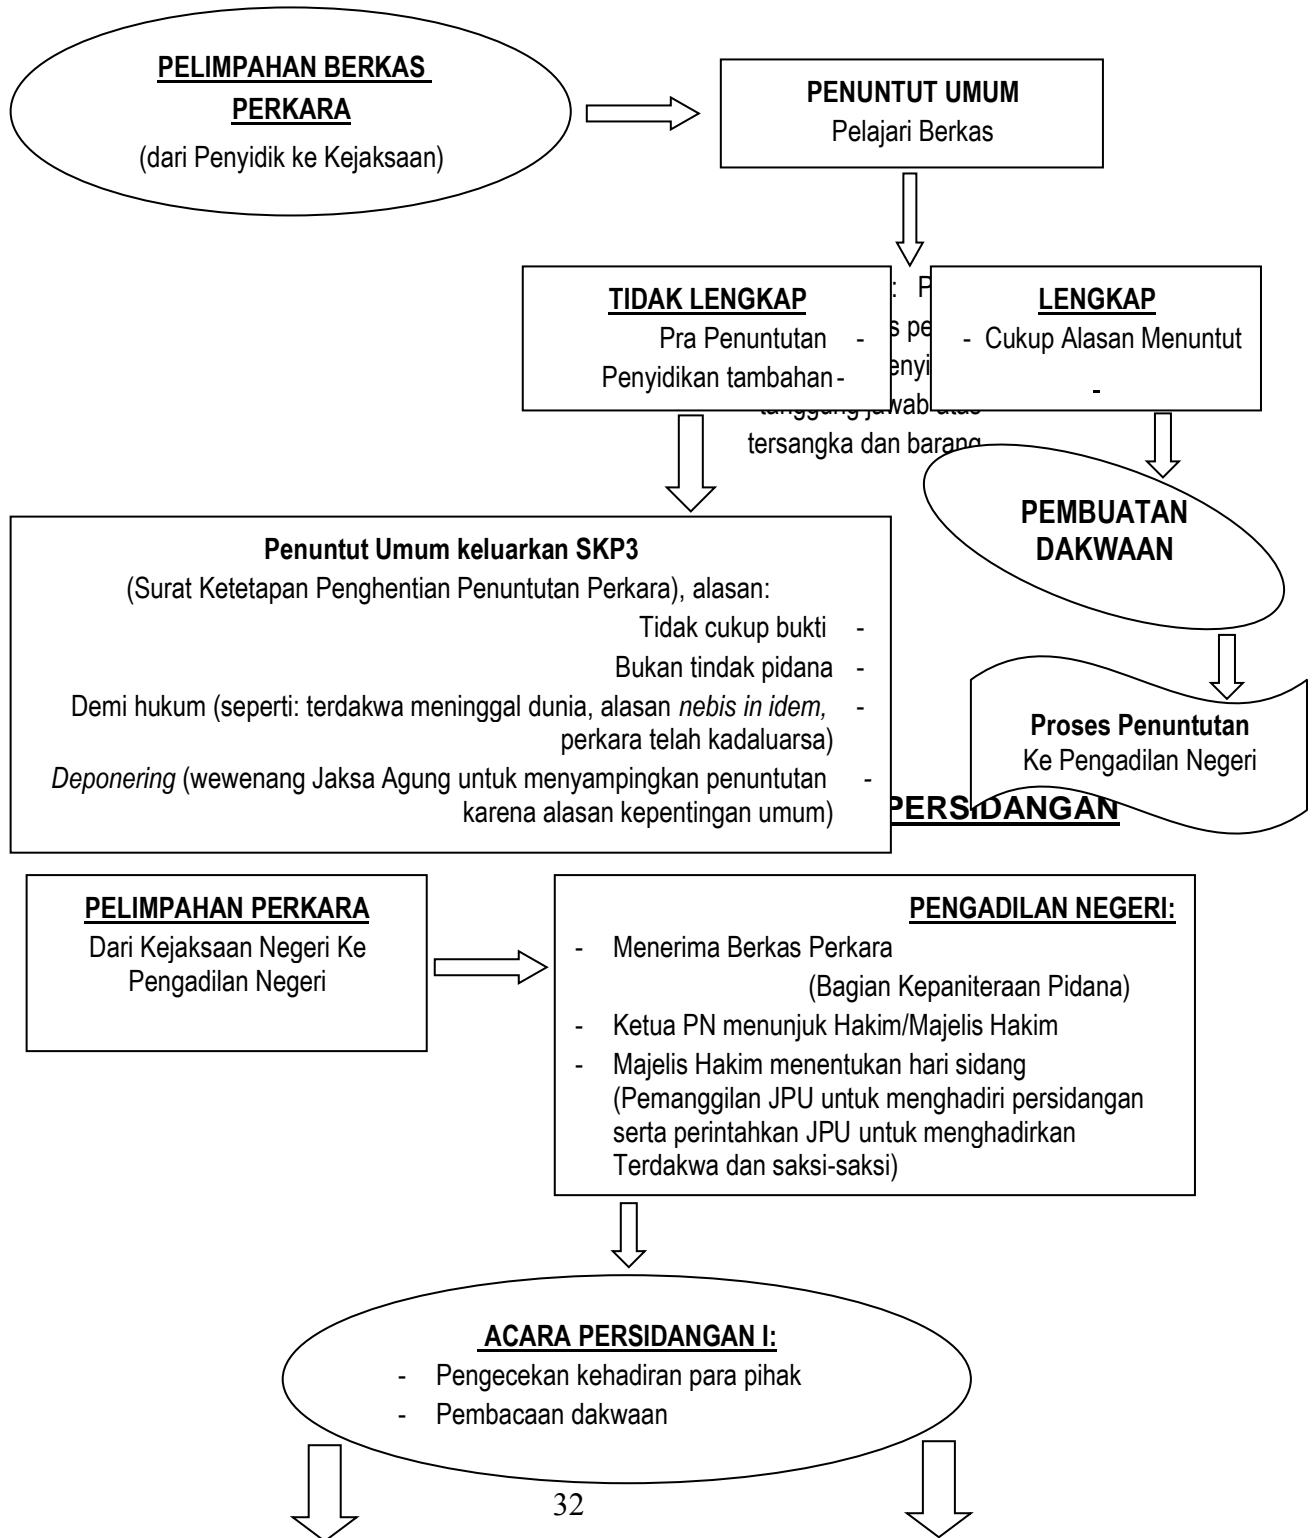 PELIMPAHAN BERKAS
PERKARA
(dari Penyidik ke Kejaksaan)
PENUNTUT UMUM
Pelajari Berkas
TIDAK LENGKAP
Pra Penuntutan -
Penyidikan tambahan -
tanggung jawab atas
tersangka dan barang
LENGKAP
- Cukup Alasan Menuntut
-
PEMBUATAN
DAKWAAN
Penuntut Umum keluarkan SKP3
(Surat Ketetapan Penghentian Penuntutan Perkara), alasan:
Tidak cukup bukti -
Bukan tindak pidana -
Demi hukum (seperti: terdakwa meninggal dunia, alasan nebis in idem, -
perkara telah kadaluarsa)
Deponering (wewenang Jaksa Agung untuk menyampingkan penuntutan -
karena alasan kepentingan umum)
Proses Penuntutan
Ke Pengadilan Negeri
PERSIDANGAN
PELIMPAHAN PERKARA
Dari Kejaksaan Negeri Ke
Pengadilan Negeri
PENGADILAN NEGERI:
- Menerima Berkas Perkara
(Bagian Kepaniteraan Pidana)
- Ketua PN menunjuk Hakim/Majelis Hakim
- Majelis Hakim menentukan hari sidang
(Pemanggilan JPU untuk menghadiri persidangan
serta perintahkan JPU untuk menghadirkan
Terdakwa dan saksi-saksi)
ACARA PERSIDANGAN I:
- Pengecekan kehadiran para pihak
- Pembacaan dakwaan
32